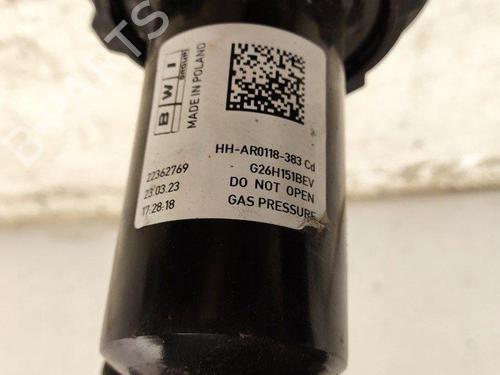 BWI
GROUP
MADE IN POLAND
HH-AR0118-383 Cd
G26H151BEV
DO NOT OPEN
GAS PRESSURE
22362769
23.03.23
17:28:18